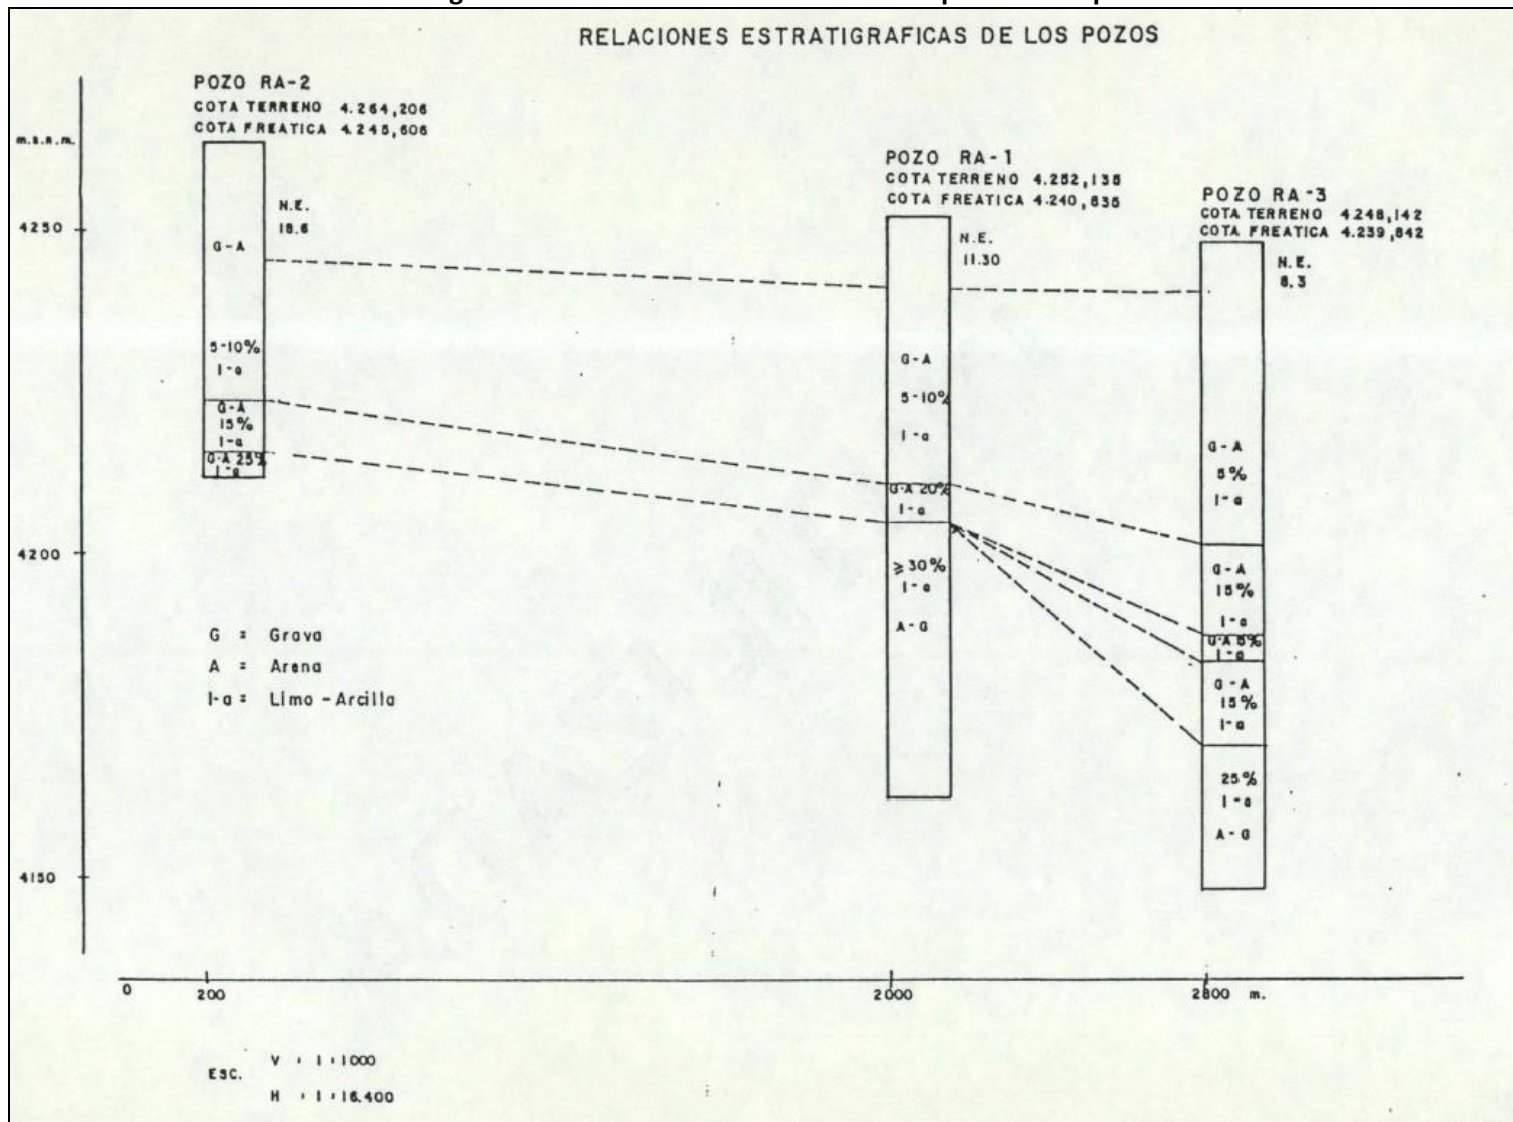 RELACIONES ESTRATIGRAFICAS DE LOS POZOS
POZO RA-2
COTA TERRENO 4.264,206
COTA FREATICA 4.245,606
m.s.n.m.
N.E.
18.6
4250
G-A
5-10%
l-a
G-A
15%
l-a
G-A 25%
l-a
POZO RA-1
COTA TERRENO 4.252,135
COTA FREATICA 4.240,835
N.E.
11.30
G-A
5-10%
l-a
G-A 20%
l-a
≥30%
l-a
A-G
POZO RA-3
COTA TERRENO 4.248,142
COTA FREATICA 4.239,842
N.E.
8.3
G-A
5%
l-a
G-A
15%
l-a
G-A 5%
l-a
G-A
15%
l-a
25%
l-a
A-G
4200
G = Grava
A = Arena
l-a = Limo-Arcilla
4150
0 200 2000 2800 m.
ESC. V : 1:1000
H : 1:16.400